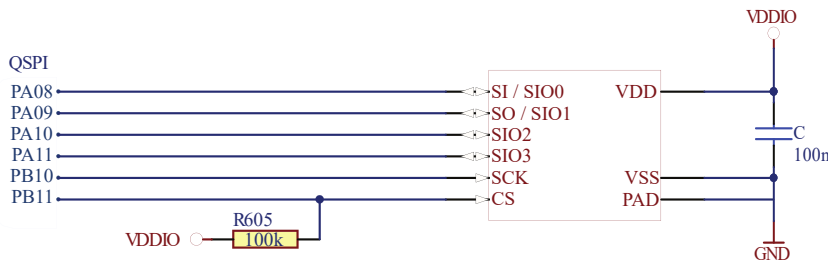 VDDIO
QSPI
PA08 SI / SIO0 VDD
PA09 SO / SIO1
C
PA10 SIO2
PA11 SIO3
100n
PB10 SCK VSS
PB11 CS PAD
R605
VDDIO 100k
GND